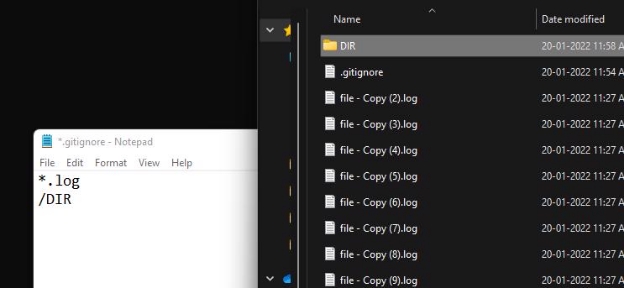 *.gitignore - Notepad
File Edit Format View Help
*.log
/DIR
Name Date modified
DIR 20-01-2022 11:58 A
.gitignore 20-01-2022 11:54 A
file - Copy (2).log 20-01-2022 11:27 A
file - Copy (3).log 20-01-2022 11:27 A
file - Copy (4).log 20-01-2022 11:27 A
file - Copy (5).log 20-01-2022 11:27 A
file - Copy (6).log 20-01-2022 11:27 A
file - Copy (7).log 20-01-2022 11:27 A
file - Copy (8).log 20-01-2022 11:27 A
file - Copy (9).log 20-01-2022 11:27 A